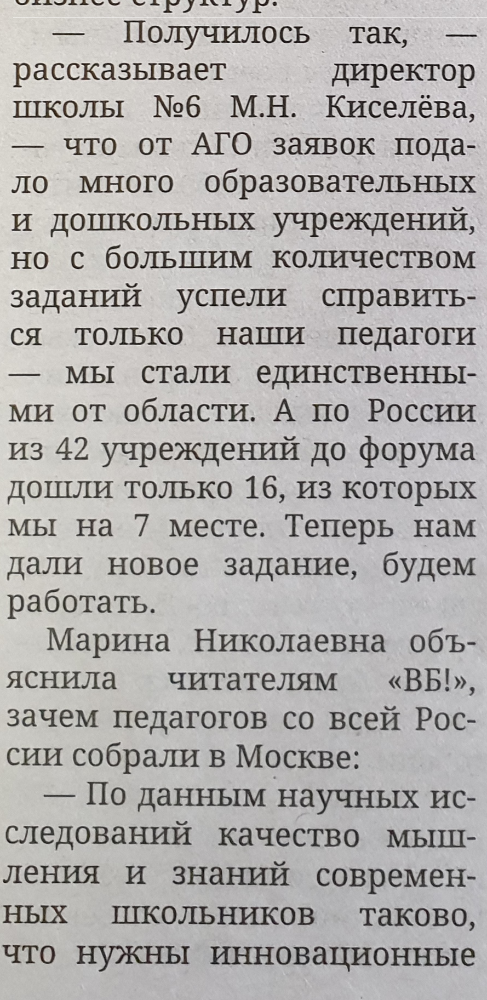 бизнес структур.
— Получилось так, —
рассказывает директор
школы №6 М.Н. Киселёва,
— что от АГО заявок пода-
ло много образовательных
и дошкольных учреждений,
но с большим количеством
заданий успели справить-
ся только наши педагоги
— мы стали единственны-
ми от области. А по России
из 42 учреждений до форума
дошли только 16, из которых
мы на 7 месте. Теперь нам
дали новое задание, будем
работать.
Марина Николаевна объ-
яснила читателям «ВБ!»,
зачем педагогов со всей Рос-
сии собрали в Москве:
— По данным научных ис-
следований качество мыш-
ления и знаний современ-
ных школьников таково,
что нужны инновационные